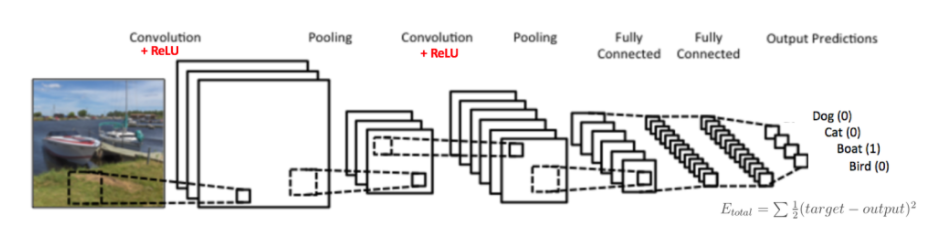 Convolution
+ ReLU
Pooling
Convolution
+ ReLU
Pooling
Fully
Connected
Fully
Connected
Output Predictions
Dog (0)
Cat (0)
Boat (1)
Bird (0)
E_total = ∑ ½(target − output)²